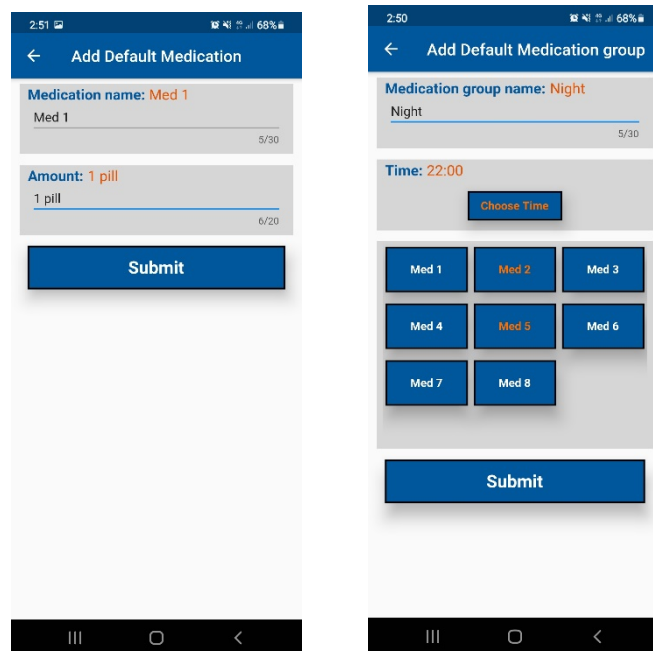 2:51 68%
Add Default Medication
Medication name: Med 1
Med 1
5/30
Amount: 1 pill
1 pill
6/20
Submit
2:50 68%
Add Default Medication group
Medication group name: Night
Night
5/30
Time: 22:00
Choose Time
Med 1 Med 2 Med 3
Med 4 Med 5 Med 6
Med 7 Med 8
Submit